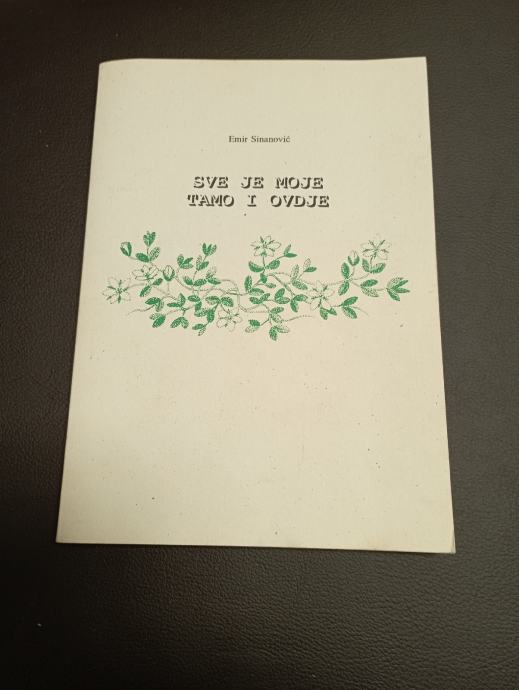 Emir Sinanović
SVE JE MOJE
TAMO I OVDJE